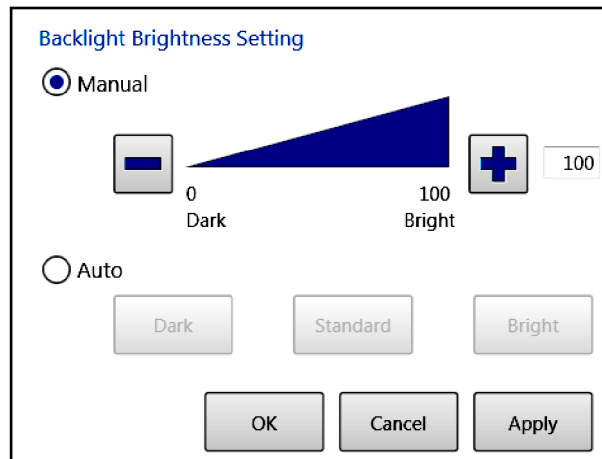 Backlight Brightness Setting
Manual
100
0 100
Dark Bright
Auto
Dark Standard Bright
OK Cancel Apply